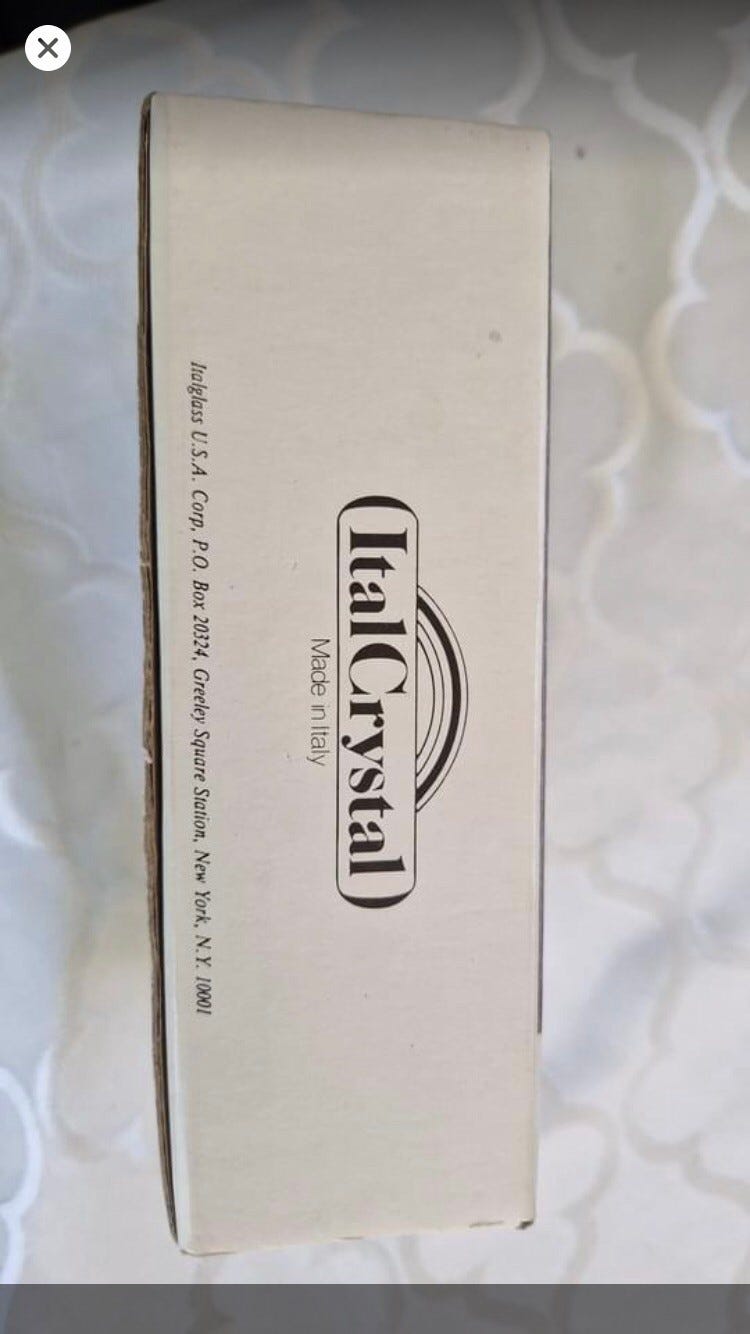 ItalCrystal
Made in Italy
Italglass U.S.A. Corp, P.O. Box 20324, Greeley Square Station, New York, N.Y. 10001